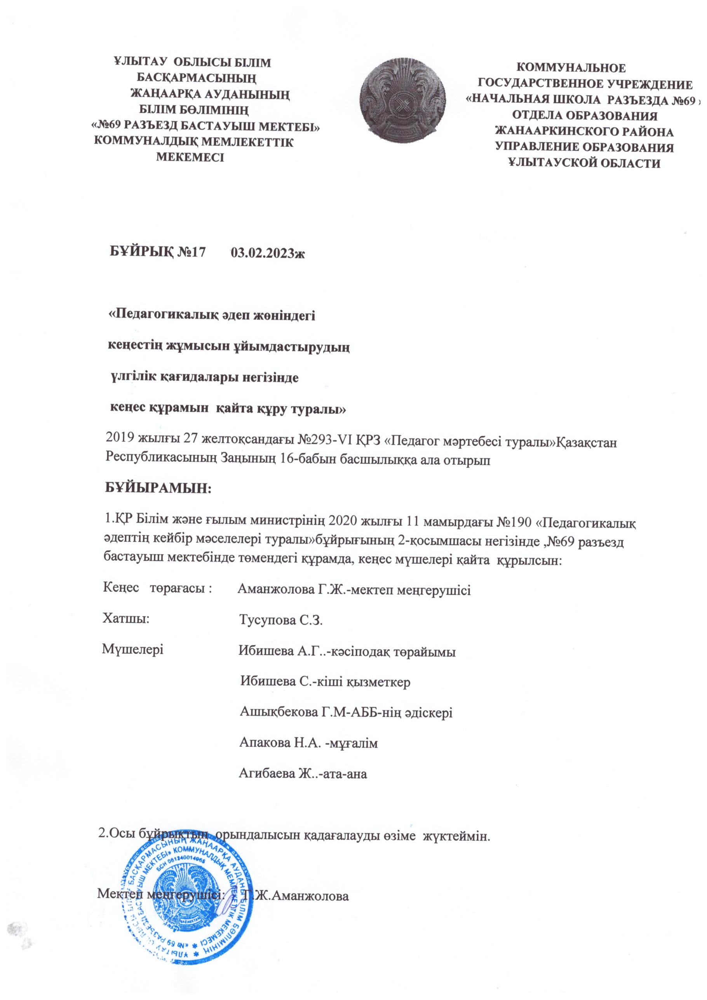 ҰЛЫТАУ ОБЛЫСЫ БІЛІМ
БАСҚАРМАСЫНЫҢ
ЖАҢААРҚА АУДАНЫНЫҢ
БІЛІМ БӨЛІМІНІҢ
«№69 РАЗЪЕЗД БАСТАУЫШ МЕКТЕБІ»
КОММУНАЛДЫҚ МЕМЛЕКЕТТІК
МЕКЕМЕСІ
КОММУНАЛЬНОЕ
ГОСУДАРСТВЕННОЕ УЧРЕЖДЕНИЕ
«НАЧАЛЬНАЯ ШКОЛА РАЗЪЕЗДА №69 »
ОТДЕЛА ОБРАЗОВАНИЯ
ЖАНААРКИНСКОГО РАЙОНА
УПРАВЛЕНИЕ ОБРАЗОВАНИЯ
ҰЛЫТАУСКОЙ ОБЛАСТИ
БҰЙРЫҚ №17 03.02.2023ж
«Педагогикалық әдеп жөніндегі
кеңестің жұмысын ұйымдастырудың
үлгілік қағидалары негізінде
кеңес құрамын қайта құру туралы»
2019 жылғы 27 желтоқсандағы №293-VI ҚРЗ «Педагог мәртебесі туралы»Қазақстан
Республикасының Заңының 16-бабын басшылыққа ала отырып
БҰЙЫРАМЫН:
1.ҚР Білім және ғылым министрінің 2020 жылғы 11 мамырдағы №190 «Педагогикалық
әдептің кейбір мәселелері туралы»бұйрығының 2-қосымшасы негізінде ,№69 разъезд
бастауыш мектебінде төмендегі құрамда, кеңес мүшелері қайта құрылсын:
Кеңес төрағасы : Аманжолова Г.Ж.-мектеп меңгерушісі
Хатшы: Тусупова С.З.
Мүшелері Ибишева А.Г..-кәсіподақ төрайымы
Ибишева С.-кіші қызметкер
Ашықбекова Г.М-АББ-нің әдіскері
Апакова Н.А. -мұғалім
Агибаева Ж..-ата-ана
2.Осы бұйрықтың орындалысын қадағалауды өзіме жүктеймін.
Мектеп меңгерушісі: Г.Ж.Аманжолова
ҰЛЫТАУ ОБЛЫСЫ БІЛІМ БАСҚАРМАСЫНЫҢ ЖАҢААРҚА АУДАНЫ БІЛІМ БӨЛІМІНІҢ
«№ 69 РАЗЪЕЗД БАСТАУЫШ МЕКТЕБІ» КОММУНАЛДЫҚ МЕМЛЕКЕТТІК МЕКЕМЕСІ
БСН 061240014965
QAZAQSTAN